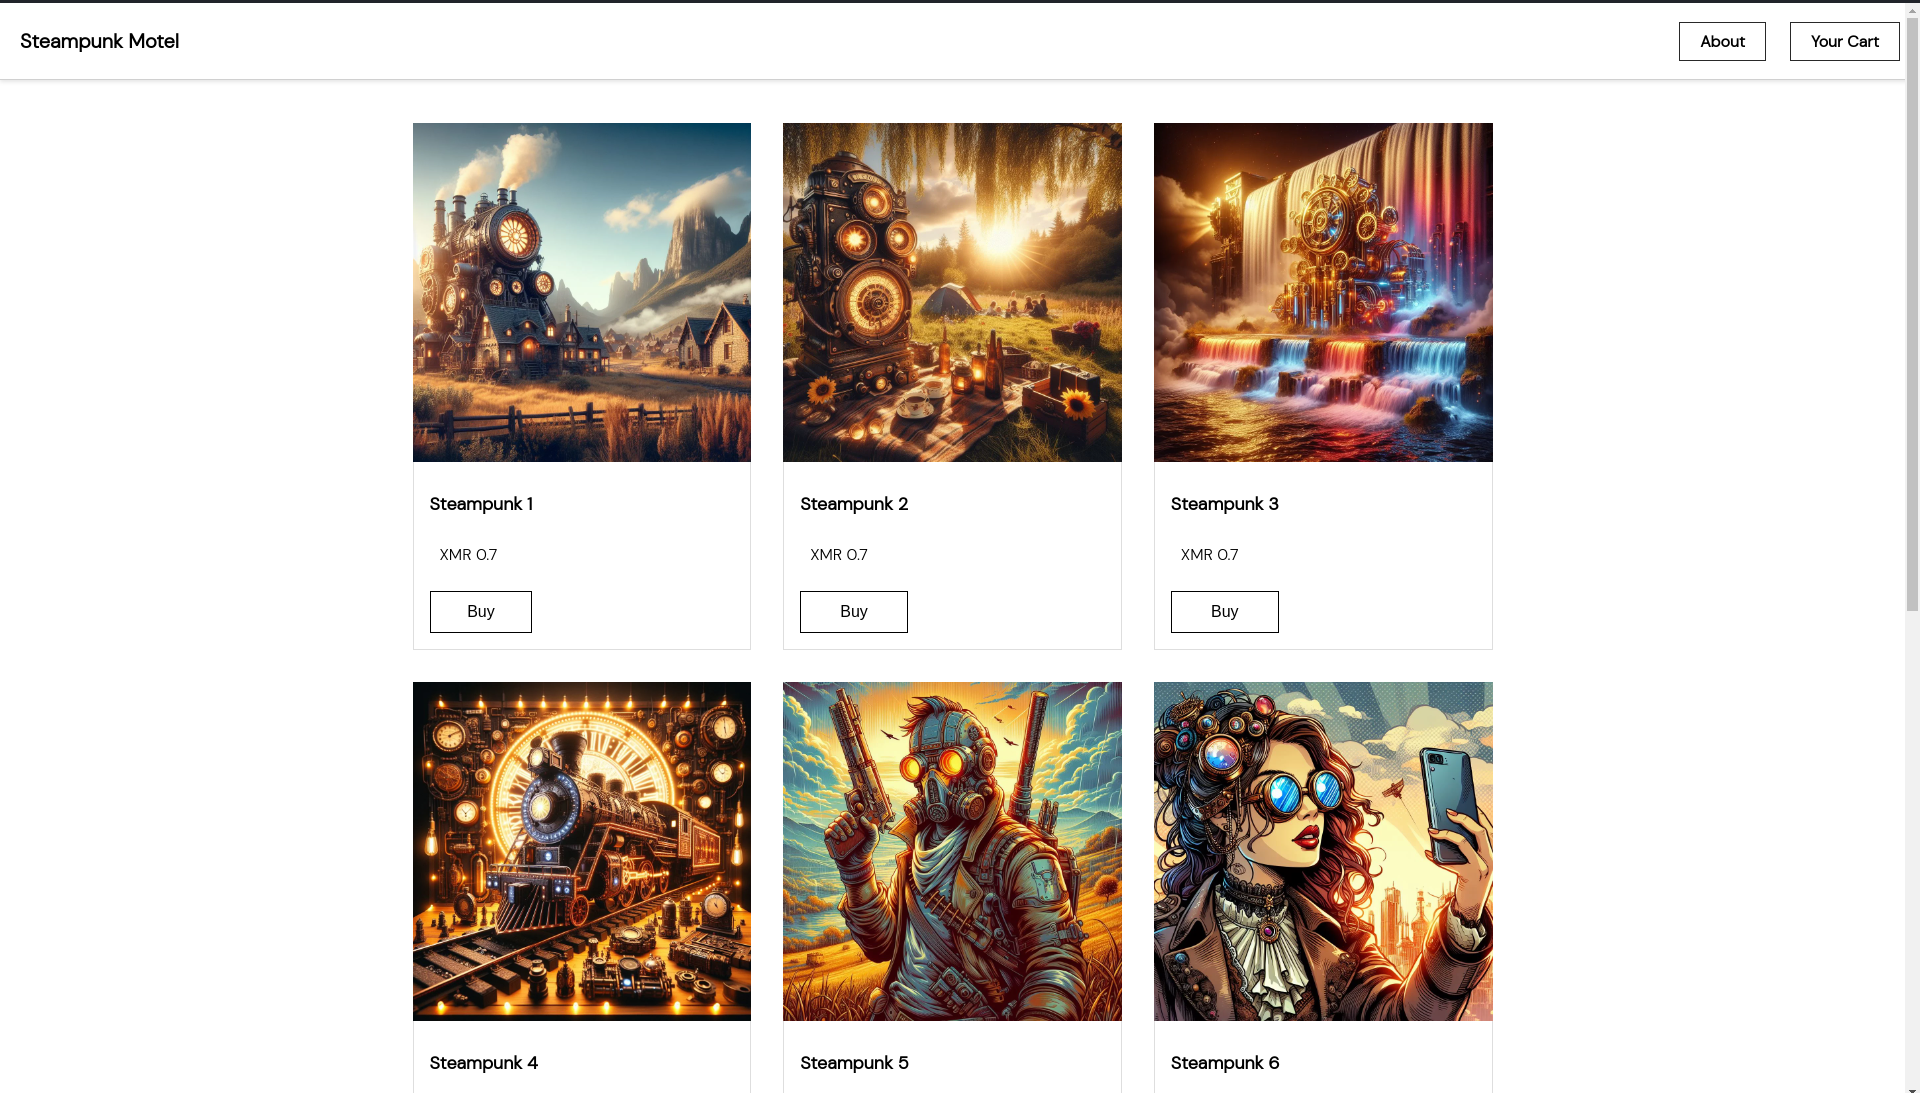 Steampunk Motel
About
Your Cart
Steampunk 1
XMR 0.7
Buy
Steampunk 2
XMR 0.7
Buy
Steampunk 3
XMR 0.7
Buy
Steampunk 4
Steampunk 5
Steampunk 6